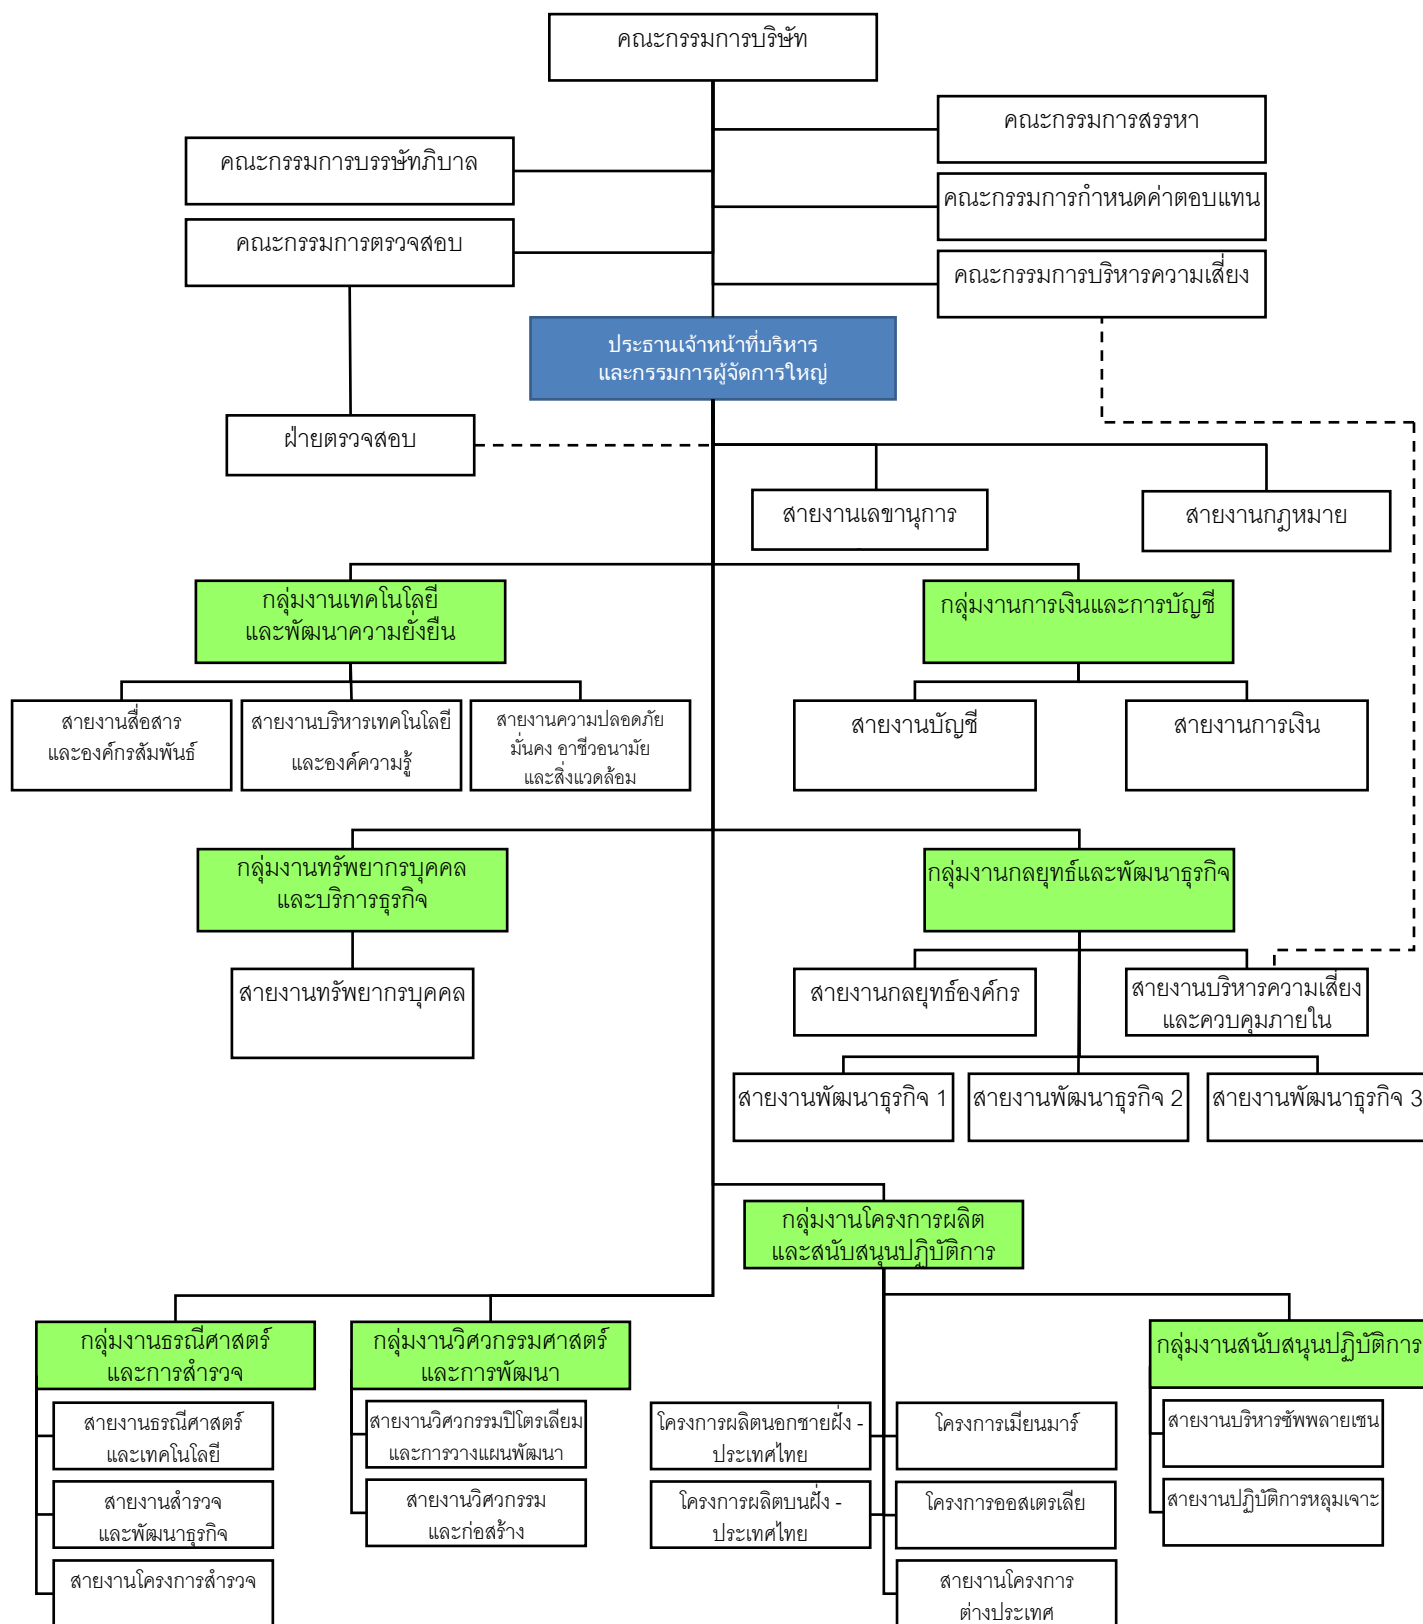 คณะกรรมการบริษัท
คณะกรรมการสรรหา
คณะกรรมการบรรษัทภิบาล
คณะกรรมการกำหนดค่าตอบแทน
คณะกรรมการตรวจสอบ
คณะกรรมการบริหารความเสี่ยง
ประธานเจ้าหน้าที่บริหาร
และกรรมการผู้จัดการใหญ่
ฝ่ายตรวจสอบ
สายงานเลขานุการ
สายงานกฎหมาย
กลุ่มงานเทคโนโลยี
และพัฒนาความยั่งยืน
กลุ่มงานการเงินและการบัญชี
สายงานสื่อสาร
และองค์กรสัมพันธ์
สายงานบริหารเทคโนโลยี
และองค์ความรู้
สายงานความปลอดภัย
มั่นคง อาชีวอนามัย
และสิ่งแวดล้อม
สายงานบัญชี
สายงานการเงิน
กลุ่มงานทรัพยากรบุคคล
และบริการธุรกิจ
กลุ่มงานกลยุทธ์และพัฒนาธุรกิจ
สายงานทรัพยากรบุคคล
สายงานกลยุทธ์องค์กร
สายงานบริหารความเสี่ยง
และควบคุมภายใน
สายงานพัฒนาธุรกิจ 1
สายงานพัฒนาธุรกิจ 2
สายงานพัฒนาธุรกิจ 3
กลุ่มงานโครงการผลิต
และสนับสนุนปฏิบัติการ
กลุ่มงานธรณีศาสตร์
และการสำรวจ
กลุ่มงานวิศวกรรมศาสตร์
และการพัฒนา
กลุ่มงานสนับสนุนปฏิบัติการ
สายงานธรณีศาสตร์
และเทคโนโลยี
สายงานวิศวกรรมปิโตรเลียม
และการวางแผนพัฒนา
โครงการผลิตนอกชายฝั่ง -
ประเทศไทย
โครงการเมียนมาร์
สายงานบริหารซัพพลายเชน
สายงานสำรวจ
และพัฒนาธุรกิจ
สายงานวิศวกรรม
และก่อสร้าง
โครงการผลิตบนฝั่ง -
ประเทศไทย
โครงการออสเตรเลีย
สายงานปฏิบัติการหลุมเจาะ
สายงานโครงการสำรวจ
สายงานโครงการ
ต่างประเทศ